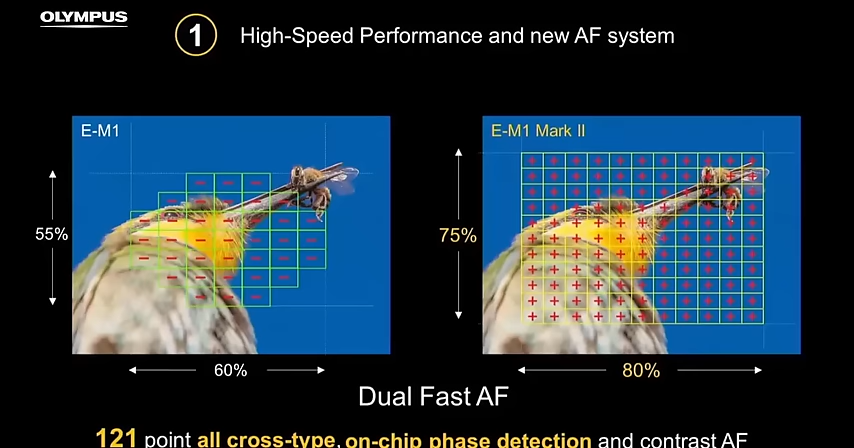 OLYMPUS
1 High-Speed Performance and new AF system
E-M1
E-M1 Mark II
55%
75%
60%
80%
Dual Fast AF
121 point all cross-type, on-chip phase detection and contrast AF